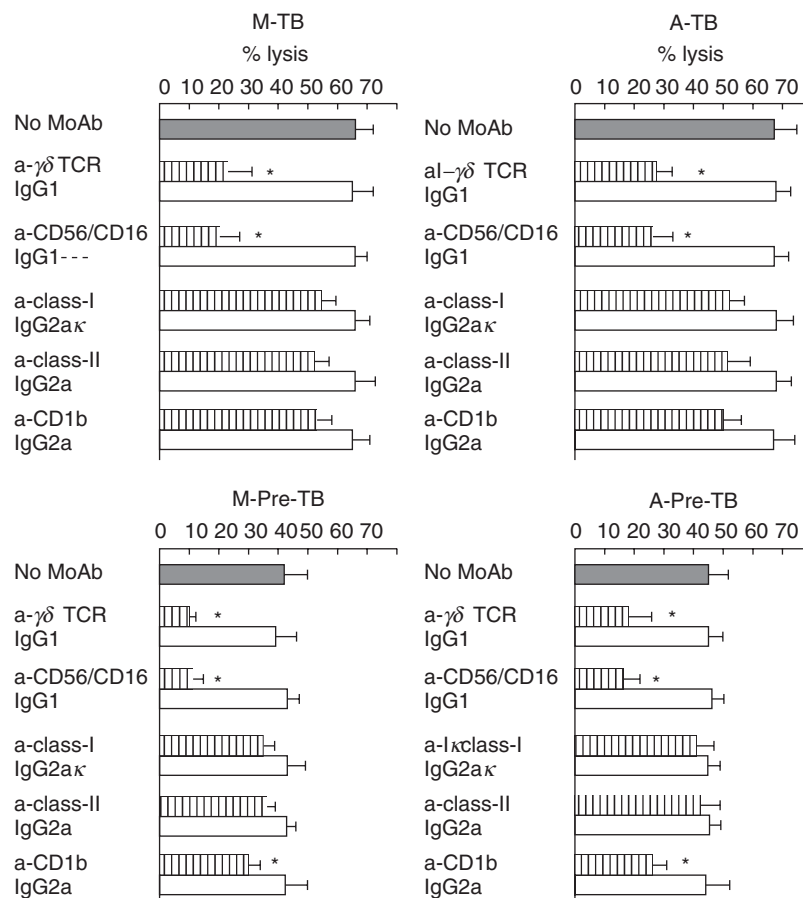 M-TB
% lysis
0 10 20 30 40 50 60 70
No MoAb
a-γδ TCR
IgG1
*
a-CD56/CD16
IgG1---
*
a-class-I
IgG2aκ
a-class-II
IgG2a
a-CD1b
IgG2a
A-TB
% lysis
0 10 20 30 40 50 60 70
No MoAb
aI–γδ TCR
IgG1
*
a-CD56/CD16
IgG1
*
a-class-I
IgG2aκ
a-class-II
IgG2a
a-CD1b
IgG2a
M-Pre-TB
0 10 20 30 40 50 60 70
No MoAb
a-γδ TCR
IgG1
*
a-CD56/CD16
IgG1
*
a-class-I
IgG2aκ
a-class-II
IgG2a
a-CD1b
IgG2a
*
A-Pre-TB
0 10 20 30 40 50 60 70
No MoAb
a-γδ TCR
IgG1
*
a-CD56/CD16
IgG1
*
a-Iκclass-I
IgG2aκ
a-class-II
IgG2a
a-CD1b
IgG2a
*